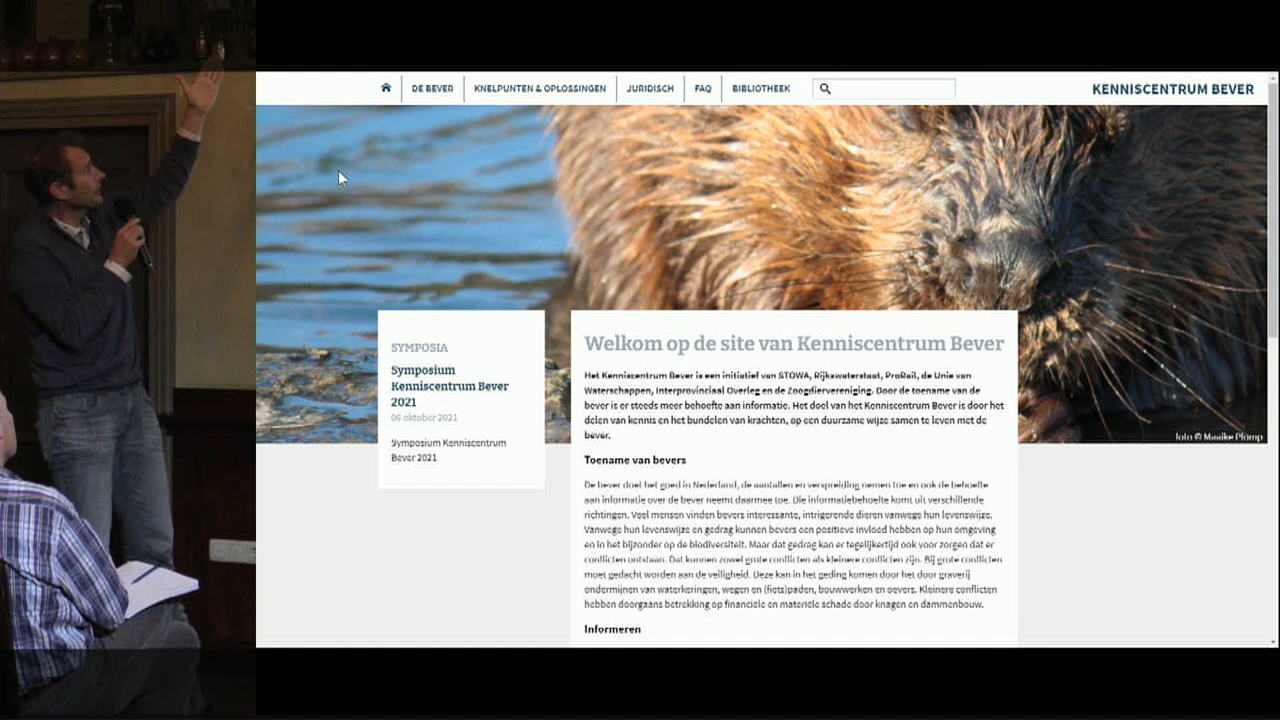 DE BEVER
KNELPUNTEN & OPLOSSINGEN
JURIDISCH
FAQ
BIBLIOTHEEK
KENNISCENTRUM BEVER
SYMPOSIA
Symposium
Kenniscentrum Bever
2021
06 oktober 2021
Symposium Kenniscentrum
Bever 2021
Welkom op de site van Kenniscentrum Bever
Het Kenniscentrum Bever is een initiatief van STOWA, Rijkswaterstaat, ProRail, de Unie van
Waterschappen, Interprovinciaal Overleg en de Zoogdiervereniging. Door de toename van de
bever is er steeds meer behoefte aan informatie. Het doel van het Kenniscentrum Bever is door het
delen van kennis en het bundelen van krachten, op een duurzame wijze samen te leven met de
bever.
Toename van bevers
De bever doet het goed in Nederland, de aantallen en verspreiding nemen toe en ook de behoefte
aan informatie over de bever neemt daarmee toe. Die informatiebehoefte komt uit verschillende
richtingen. Veel mensen vinden bevers interessante, intrigerende dieren vanwege hun levenswijze.
Vanwege hun levenswijze en gedrag kunnen bevers een positieve invloed hebben op hun omgeving
en in het bijzonder op de biodiversiteit. Maar dat gedrag kan er tegelijkertijd ook voor zorgen dat er
conflicten ontstaan. Dat kunnen zowel grote conflicten als kleinere conflicten zijn. Bij grote conflicten
moet gedacht worden aan de veiligheid. Deze kan in het geding komen door het door graverij
ondermijnen van waterkeringen, wegen en (fiets)paden, bouwwerken en oevers. Kleinere conflicten
hebben doorgaans betrekking op financiële en materiële schade door knagen en dammenbouw.
Informeren
foto © Maaike Plomp